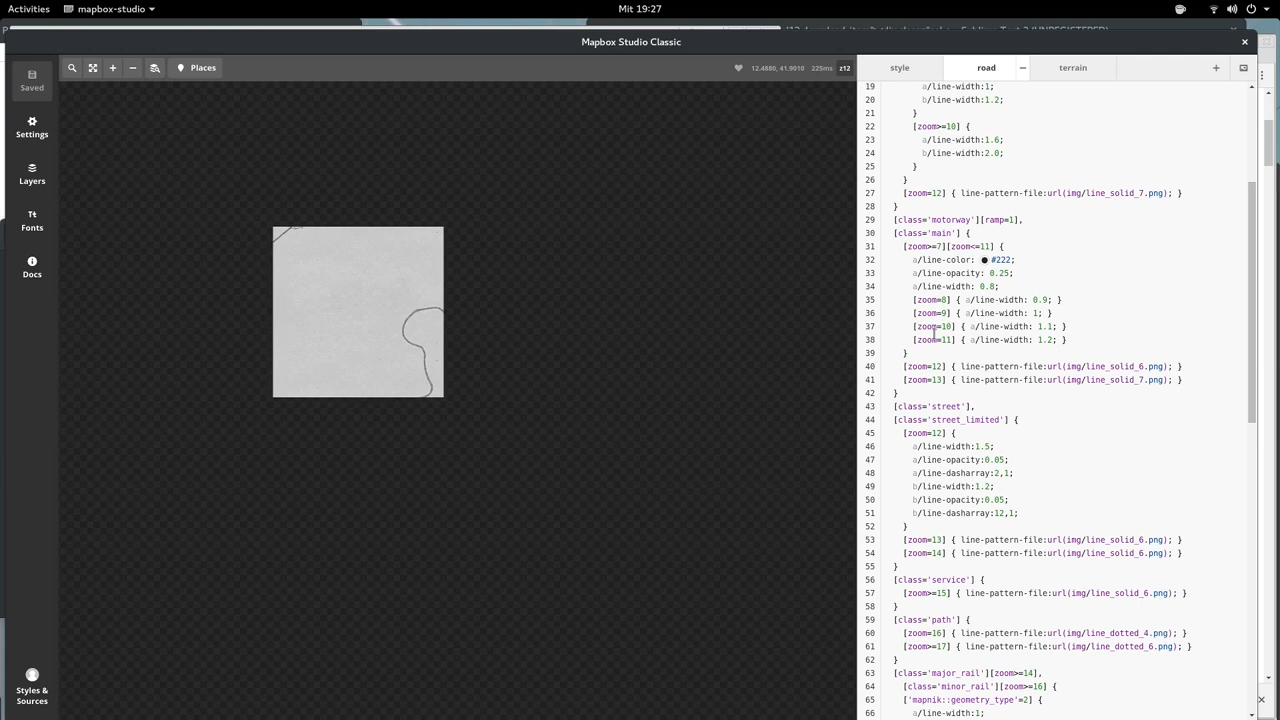 Activities
mapbox-studio
Mit 19:27
Mapbox Studio Classic
Saved
Settings
Layers
Tt
Fonts
Docs
Styles &
Sources
Places
12.4880, 41.9010 225ms z12
style road terrain
19 a/line-width:1;
20 b/line-width:1.2;
21 }
22 [zoom>=10] {
23 a/line-width:1.6;
24 b/line-width:2.0;
25 }
26 }
27 [zoom=12] { line-pattern-file:url(img/line_solid_7.png); }
28 }
29 [class='motorway'][ramp=1],
30 [class='main'] {
31 [zoom>=7][zoom<=11] {
32 a/line-color: #222;
33 a/line-opacity: 0.25;
34 a/line-width: 0.8;
35 [zoom=8] { a/line-width: 0.9; }
36 [zoom=9] { a/line-width: 1; }
37 [zoom=10] { a/line-width: 1.1; }
38 [zoom=11] { a/line-width: 1.2; }
39 }
40 [zoom=12] { line-pattern-file:url(img/line_solid_6.png); }
41 [zoom=13] { line-pattern-file:url(img/line_solid_7.png); }
42 }
43 [class='street'],
44 [class='street_limited'] {
45 [zoom=12] {
46 a/line-width:1.5;
47 a/line-opacity:0.05;
48 a/line-dasharray:2,1;
49 b/line-width:1.2;
50 b/line-opacity:0.05;
51 b/line-dasharray:12,1;
52 }
53 [zoom=13] { line-pattern-file:url(img/line_solid_6.png); }
54 [zoom=14] { line-pattern-file:url(img/line_solid_6.png); }
55 }
56 [class='service'] {
57 [zoom>=15] { line-pattern-file:url(img/line_solid_6.png); }
58 }
59 [class='path'] {
60 [zoom=16] { line-pattern-file:url(img/line_dotted_4.png); }
61 [zoom>=17] { line-pattern-file:url(img/line_dotted_6.png); }
62 }
63 [class='major_rail'][zoom>=14],
64 [class='minor_rail'][zoom>=16] {
65 ['mapnik::geometry_type'=2] {
66 a/line-width:1;